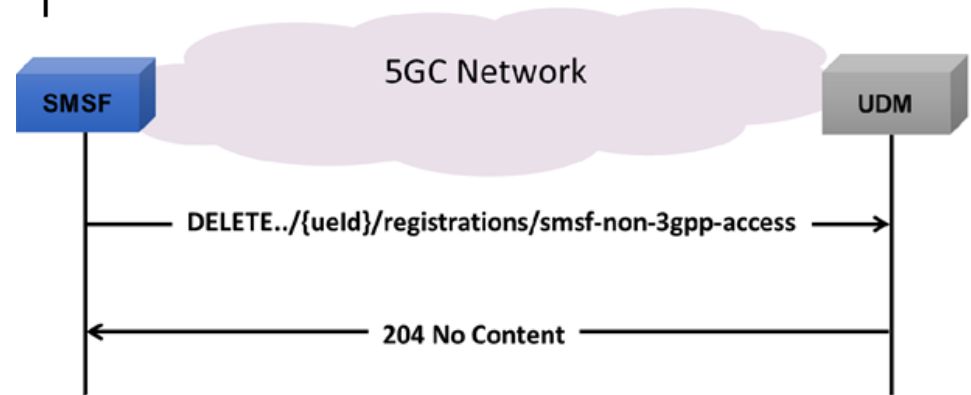 5GC Network
SMSF
UDM
DELETE../{ueId}/registrations/smsf-non-3gpp-access
204 No Content